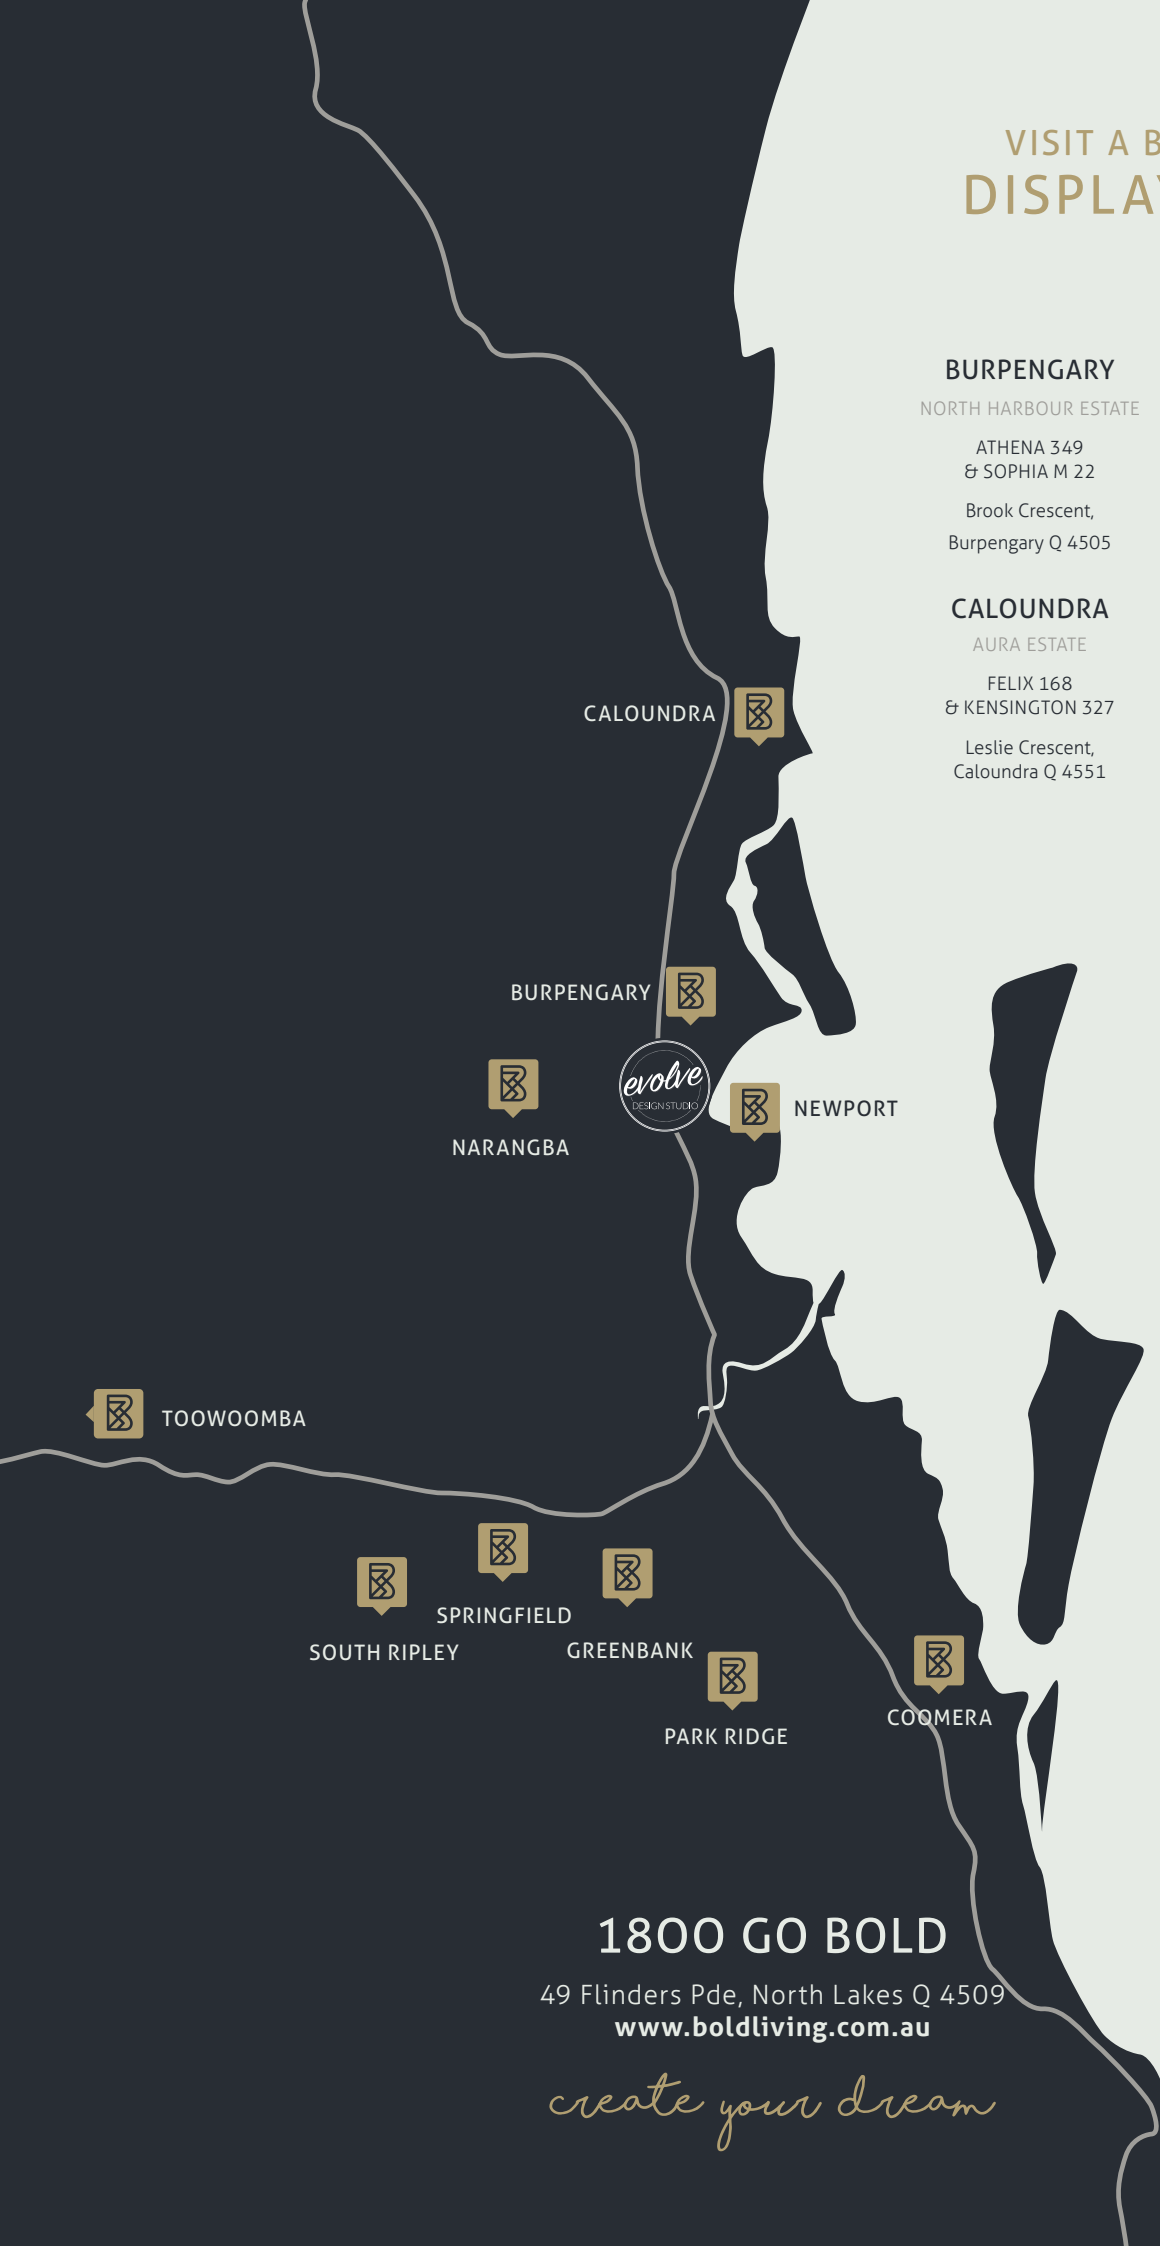 VISIT A B
DISPLAY
BURPENGARY
NORTH HARBOUR ESTATE
ATHENA 349
& SOPHIA M 22
Brook Crescent,
Burpengary Q 4505
CALOUNDRA
AURA ESTATE
FELIX 168
& KENSINGTON 327
Leslie Crescent,
Caloundra Q 4551
CALOUNDRA
BURPENGARY
evolve
DESIGN STUDIO
NEWPORT
NARANGBA
TOOWOOMBA
SPRINGFIELD
SOUTH RIPLEY
GREENBANK
PARK RIDGE
COOMERA
1800 GO BOLD
49 Flinders Pde, North Lakes Q 4509
www.boldliving.com.au
create your dream